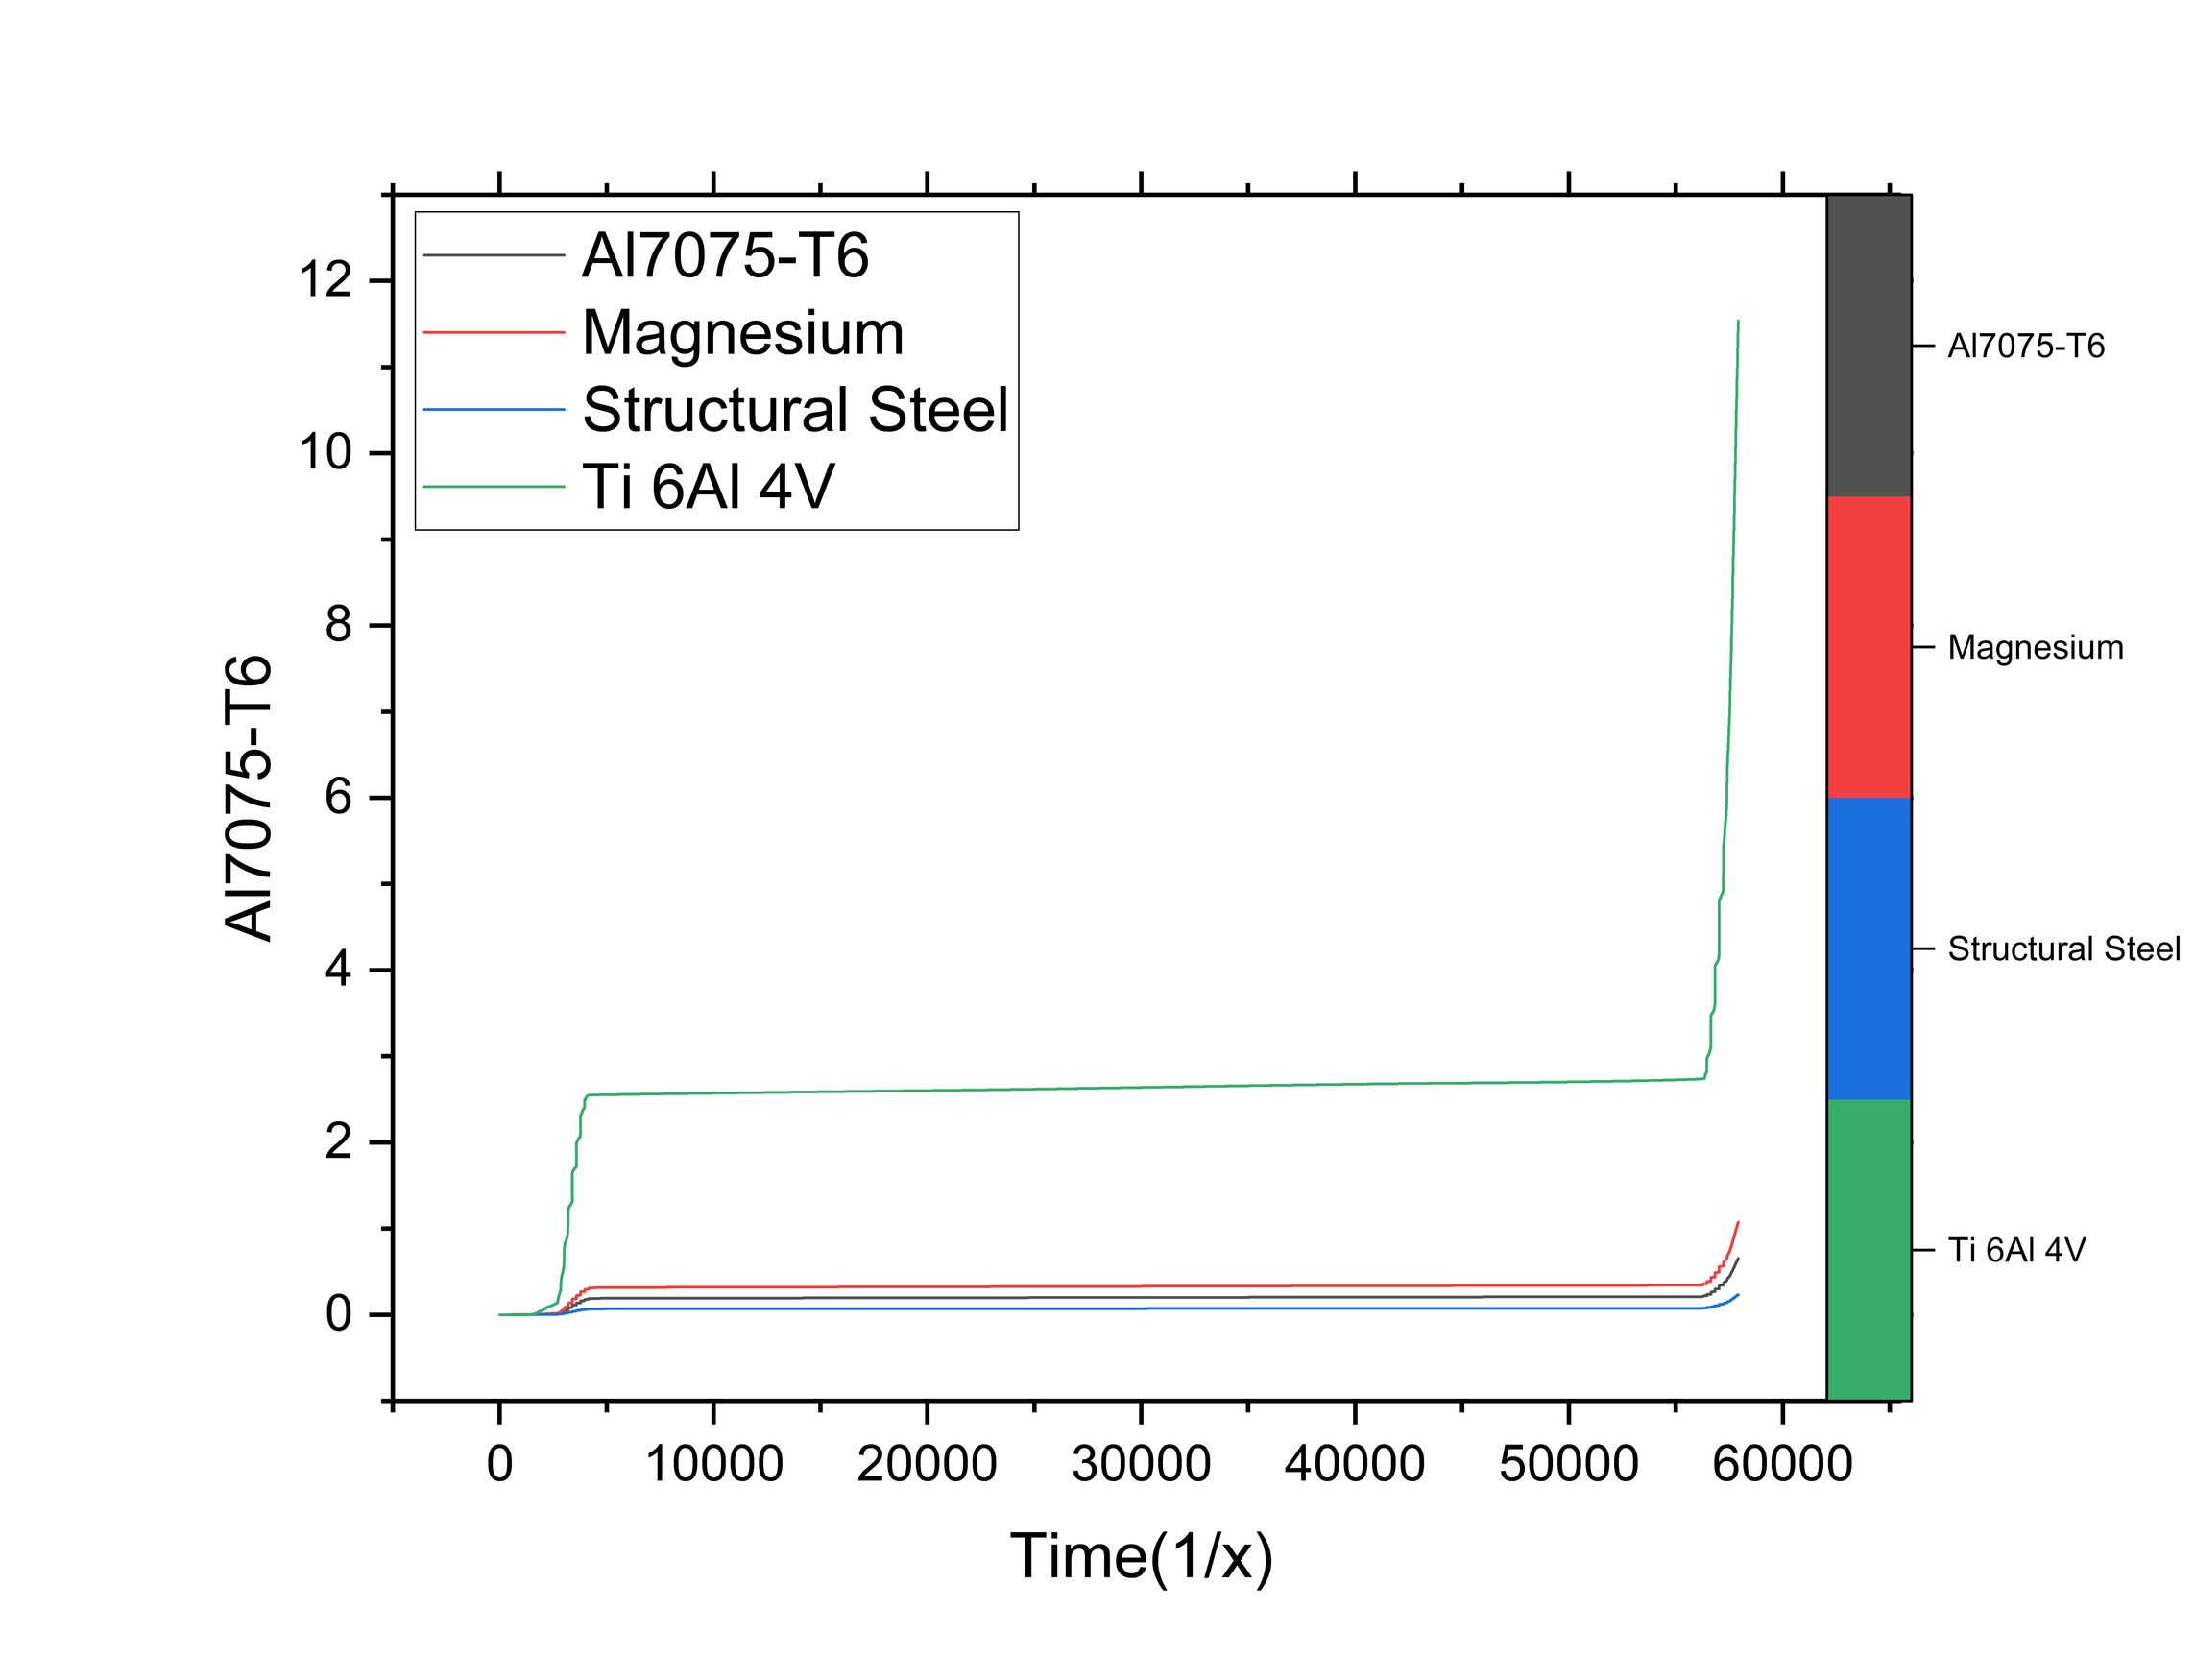 Al7075-T6
Magnesium
Structural Steel
Ti 6Al 4V
12
10
8
6
4
2
0
Al7075-T6
0
10000
20000
30000
40000
50000
60000
Time(1/x)
Al7075-T6
Magnesium
Structural Steel
Ti 6Al 4V